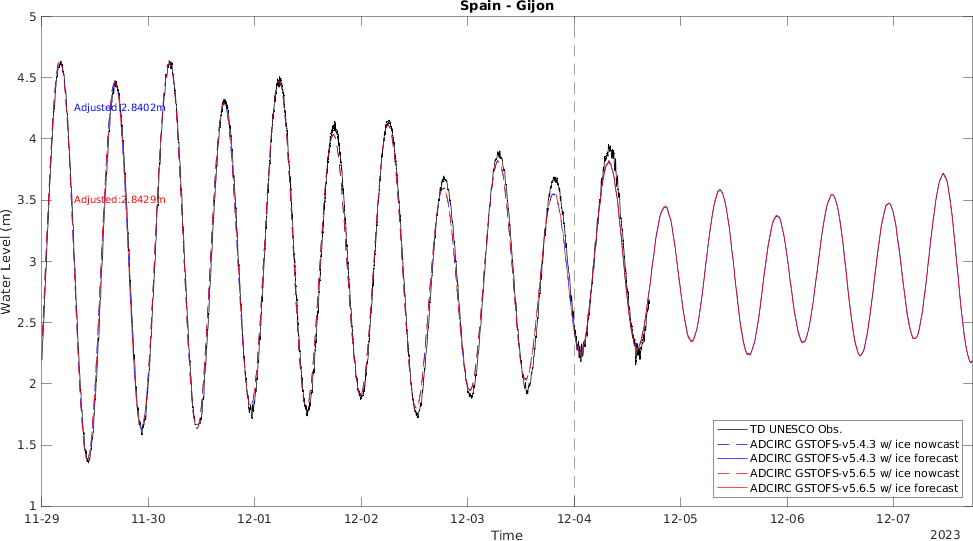 Spain - Gijon
5
4.5
4
3.5
3
2.5
2
1.5
1
Water Level (m)
Adjusted:2.8402m
Adjusted:2.8429m
TD UNESCO Obs.
ADCIRC GSTOFS-v5.4.3 w/ ice nowcast
ADCIRC GSTOFS-v5.4.3 w/ ice forecast
ADCIRC GSTOFS-v5.6.5 w/ ice nowcast
ADCIRC GSTOFS-v5.6.5 w/ ice forecast
11-29 11-30 12-01 12-02 12-03 12-04 12-05 12-06 12-07
Time
2023